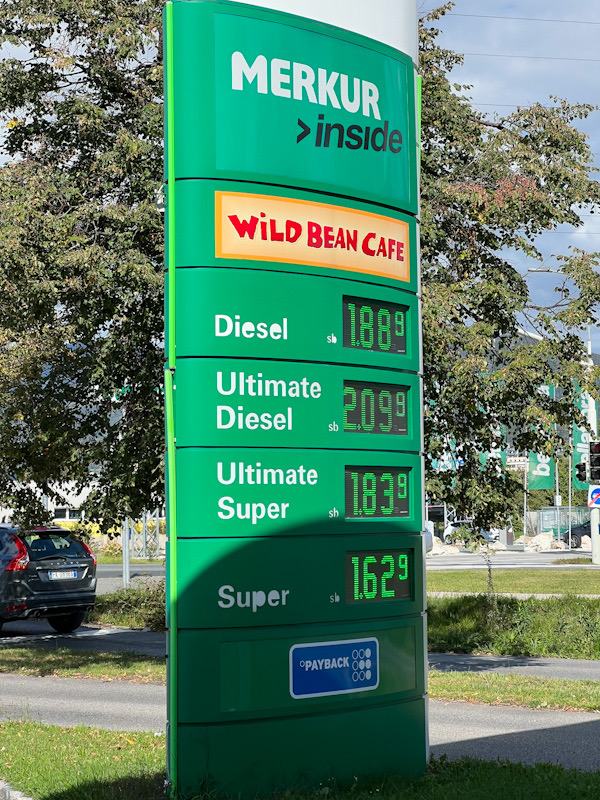 MERKUR
>inside
WiLD BEAN CAFE
Diesel sb 1.889
Ultimate
Diesel sb 2.099
Ultimate
Super sb 1.839
Super sb 1.629
°PAYBACK